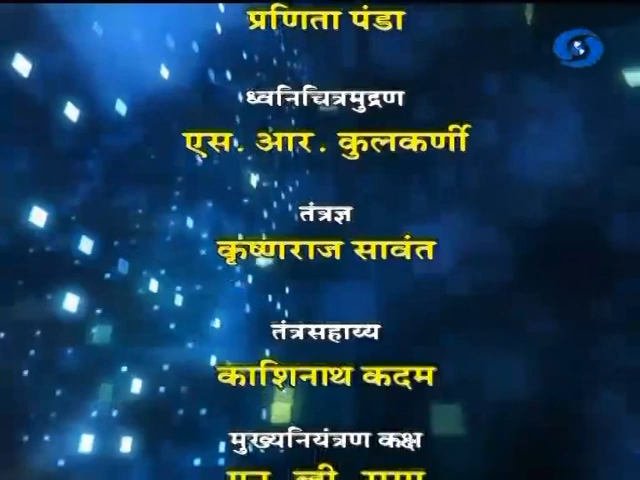 प्रणिता पंडा
ध्वनिचित्रमुद्रण
एस. आर. कुलकर्णी
तंत्रज्ञ
कृष्णराज सावंत
तंत्रसहाय्य
काशिनाथ कदम
मुख्यनियंत्रण कक्ष